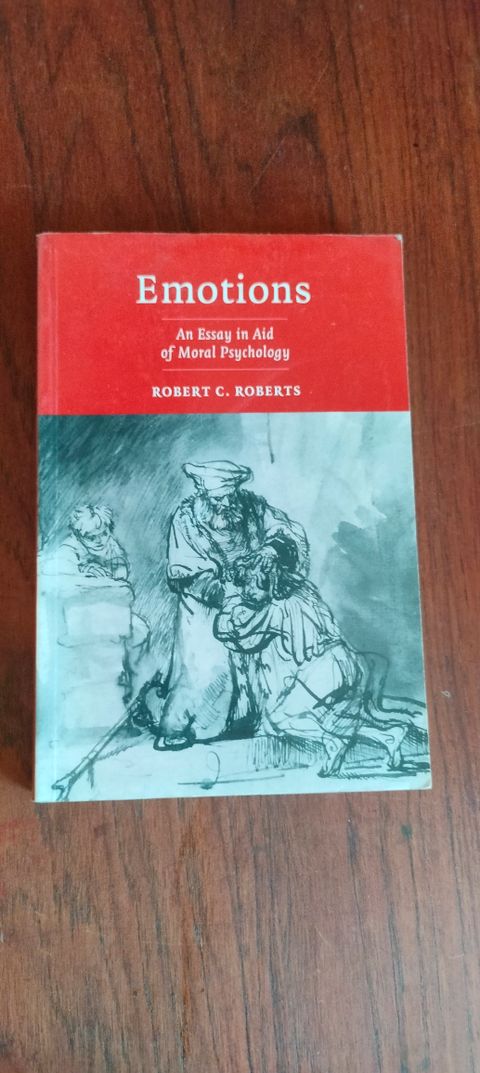 Emotions
An Essay in Aid
of Moral Psychology
ROBERT C. ROBERTS